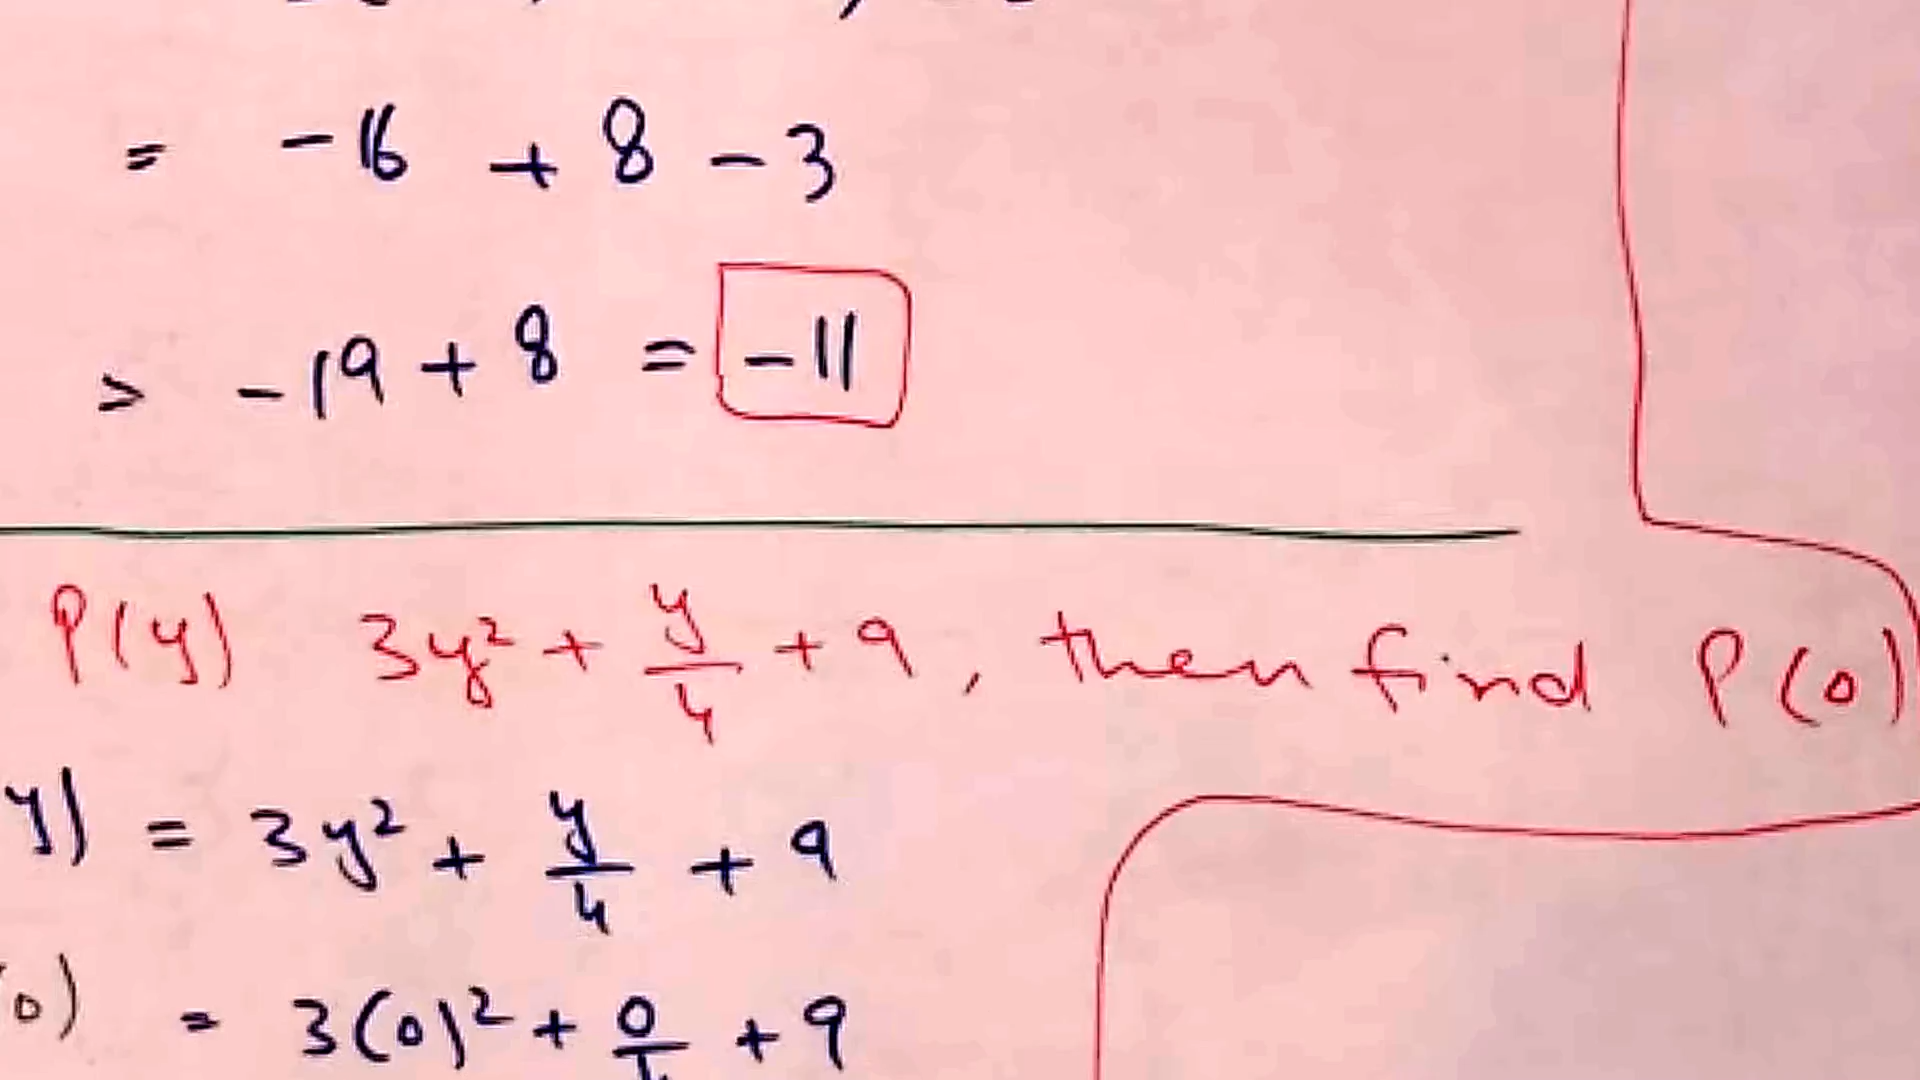 = -16 + 8 - 3
= -19 + 8 = -11
P(y) 3y² + y/4 + 9, then find P(0)
y) = 3y² + y/4 + 9
(0) = 3(0)² + 0/4 + 9